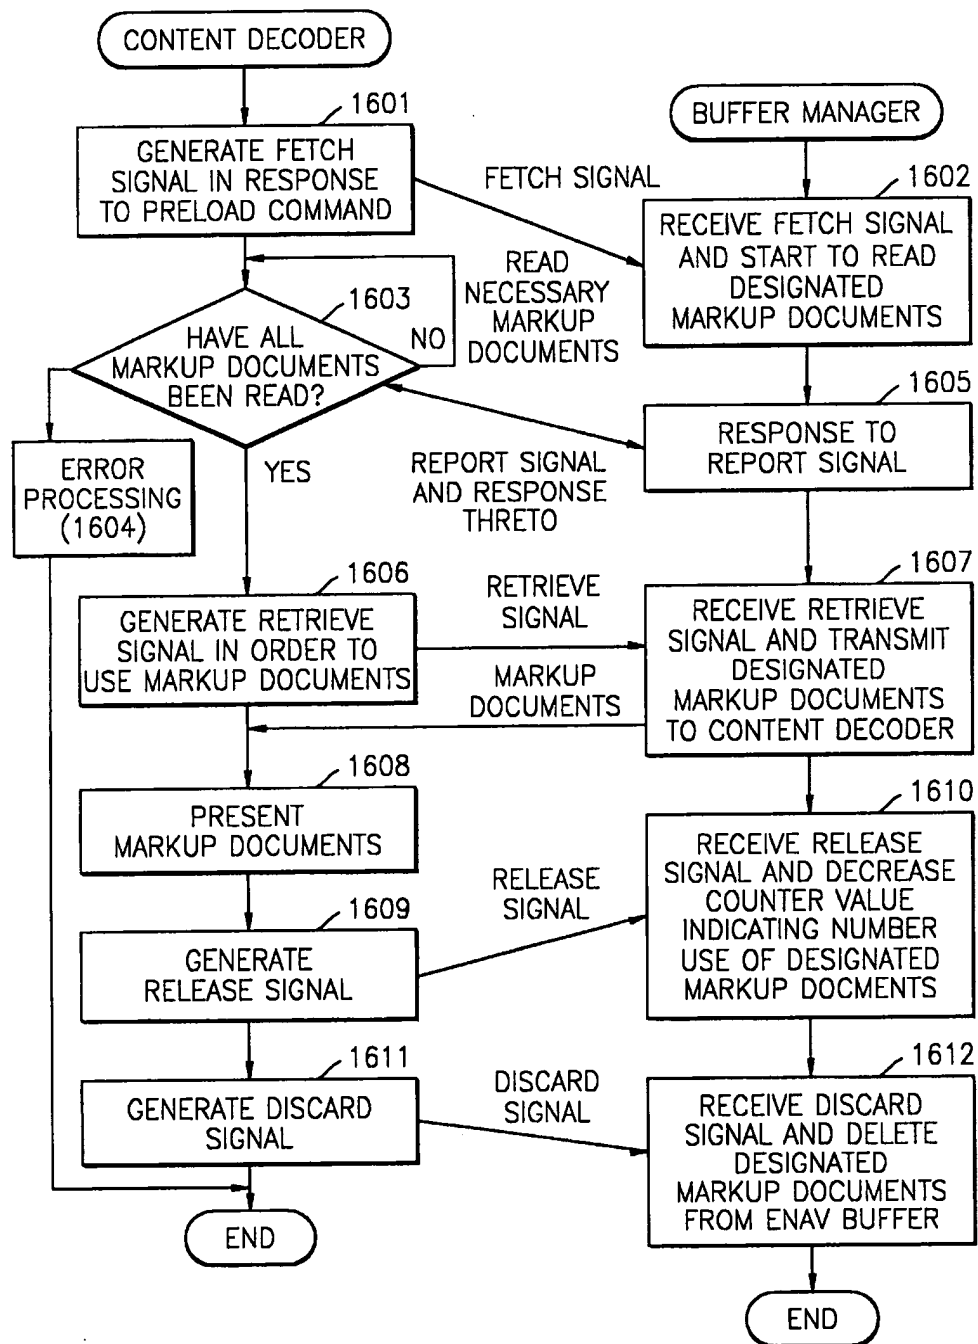 CONTENT DECODER
1601
GENERATE FETCH
SIGNAL IN RESPONSE
TO PRELOAD COMMAND
FETCH SIGNAL
BUFFER MANAGER
1602
RECEIVE FETCH SIGNAL
AND START TO READ
DESIGNATED
MARKUP DOCUMENTS
READ
NECESSARY
MARKUP
DOCUMENTS
1603
HAVE ALL
MARKUP DOCUMENTS
BEEN READ?
NO
YES
ERROR
PROCESSING
(1604)
REPORT SIGNAL
AND RESPONSE
THRETO
1605
RESPONSE TO
REPORT SIGNAL
1606
GENERATE RETRIEVE
SIGNAL IN ORDER TO
USE MARKUP DOCUMENTS
RETRIEVE
SIGNAL
MARKUP
DOCUMENTS
1607
RECEIVE RETRIEVE
SIGNAL AND TRANSMIT
DESIGNATED
MARKUP DOCUMENTS
TO CONTENT DECODER
1608
PRESENT
MARKUP DOCUMENTS
1609
GENERATE
RELEASE SIGNAL
RELEASE
SIGNAL
1610
RECEIVE RELEASE
SIGNAL AND DECREASE
COUNTER VALUE
INDICATING NUMBER
USE OF DESIGNATED
MARKUP DOCMENTS
1611
GENERATE DISCARD
SIGNAL
DISCARD
SIGNAL
1612
RECEIVE DISCARD
SIGNAL AND DELETE
DESIGNATED
MARKUP DOCUMENTS
FROM ENAV BUFFER
END
END